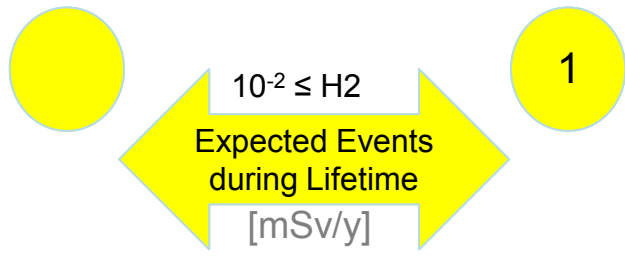 10⁻² ≤ H2
1
Expected Events
during Lifetime
[mSv/y]